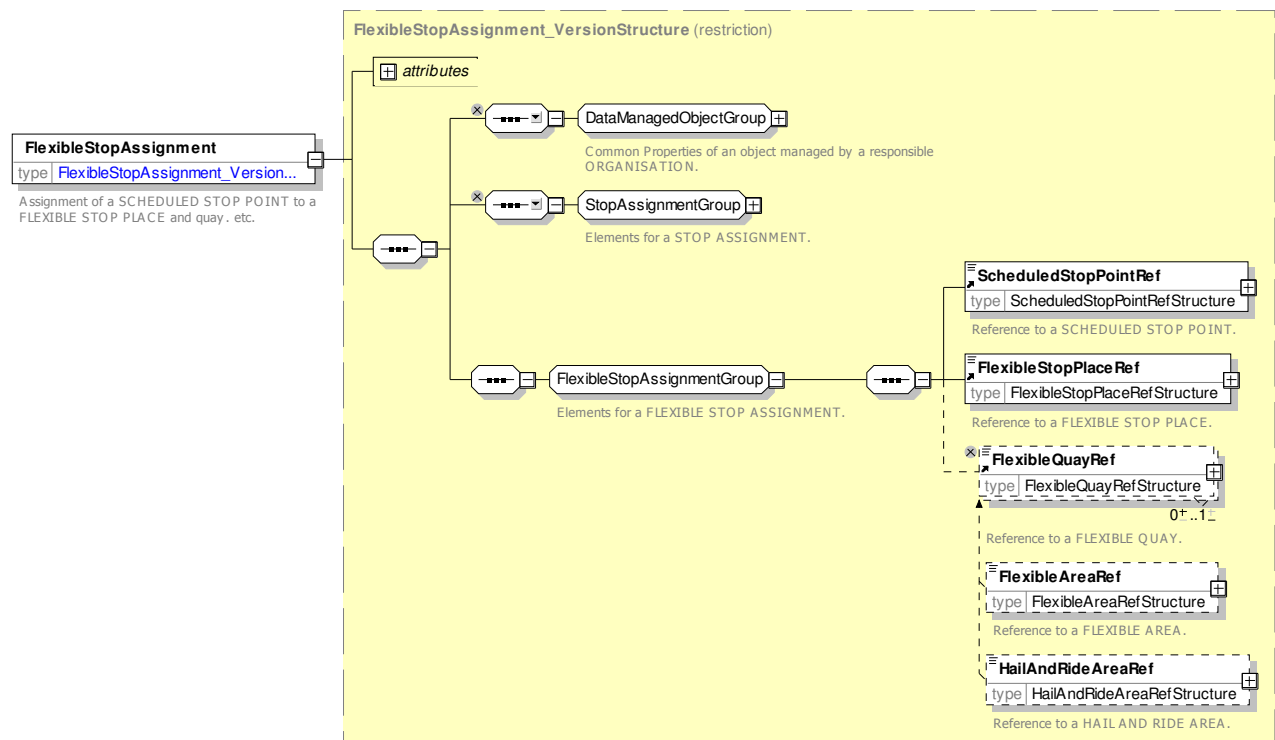 FlexibleStopAssignment_VersionStructure (restriction)
attributes
DataManagedObjectGroup
Common Properties of an object managed by a responsible
ORGANISATION.
FlexibleStopAssignment
type FlexibleStopAssignment_Version...
Assignment of a SCHEDULED STOP POINT to a
FLEXIBLE STOP PLACE and quay. etc.
StopAssignmentGroup
Elements for a STOP ASSIGNMENT.
ScheduledStopPointRef
type ScheduledStopPointRefStructure
Reference to a SCHEDULED STOP POINT.
FlexibleStopAssignmentGroup
Elements for a FLEXIBLE STOP ASSIGNMENT.
FlexibleStopPlaceRef
type FlexibleStopPlaceRefStructure
Reference to a FLEXIBLE STOP PLACE.
FlexibleQuayRef
type FlexibleQuayRefStructure
0±..1±
Reference to a FLEXIBLE QUAY.
FlexibleAreaRef
type FlexibleAreaRefStructure
Reference to a FLEXIBLE AREA.
HailAndRideAreaRef
type HailAndRideAreaRefStructure
Reference to a HAIL AND RIDE AREA.